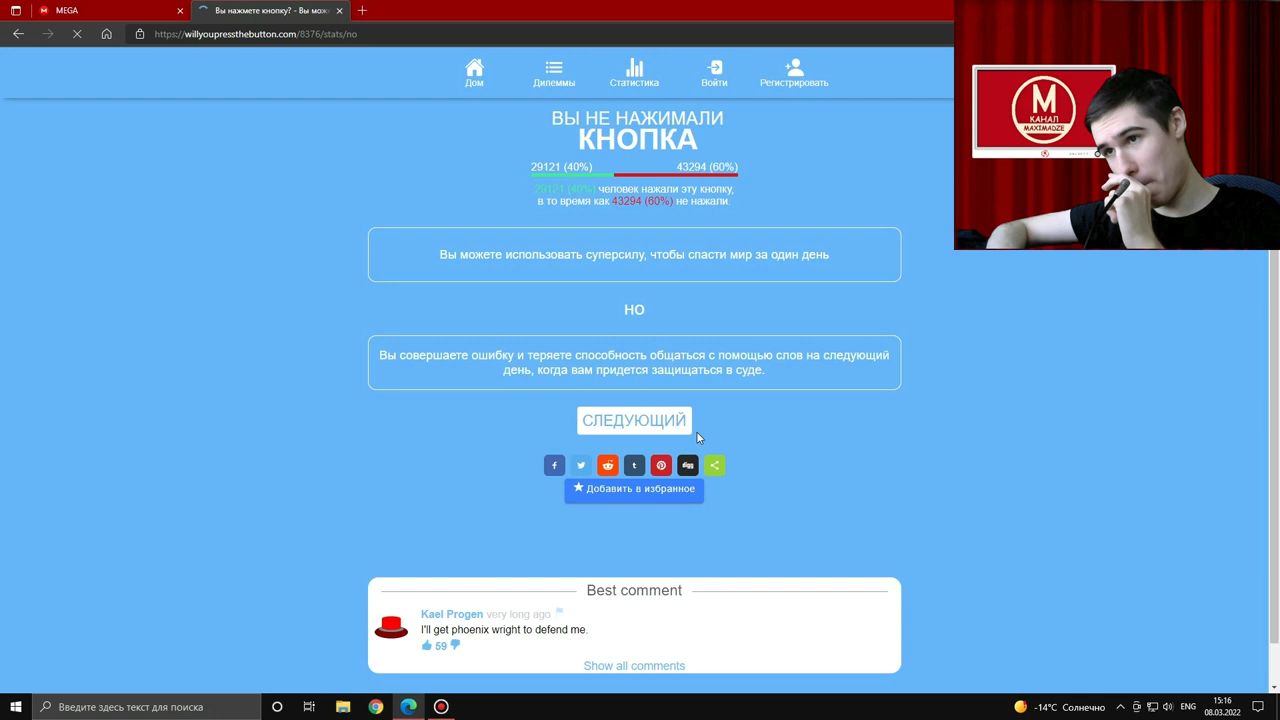 MEGA
Вы нажмете кнопку? - Вы мож
https://willyoupressthebutton.com/8376/stats/no
Дом
Дилеммы
Статистика
Войти
Регистрировать
ВЫ НЕ НАЖИМАЛИ
КНОПКА
29121 (40%)
43294 (60%)
29121 (40%) человек нажали эту кнопку,
в то время как 43294 (60%) не нажали.
Вы можете использовать суперсилу, чтобы спасти мир за один день
НО
Вы совершаете ошибку и теряете способность общаться с помощью слов на следующий
день, когда вам придется защищаться в суде.
СЛЕДУЮЩИЙ
digg
Добавить в избранное
Best comment
Kael Progen very long ago
I'll get phoenix wright to defend me.
59
Show all comments
М
КАНАЛ
MAXIMADZE
Введите здесь текст для поиска
-14°C Солнечно
ENG
15:16
08.03.2022